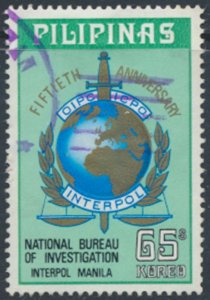 PILIPINAS
FIFTIETH ANNIVERSARY
OIPC ICPO
INTERPOL
NATIONAL BUREAU
OF INVESTIGATION
INTERPOL MANILA
65s
KOREO